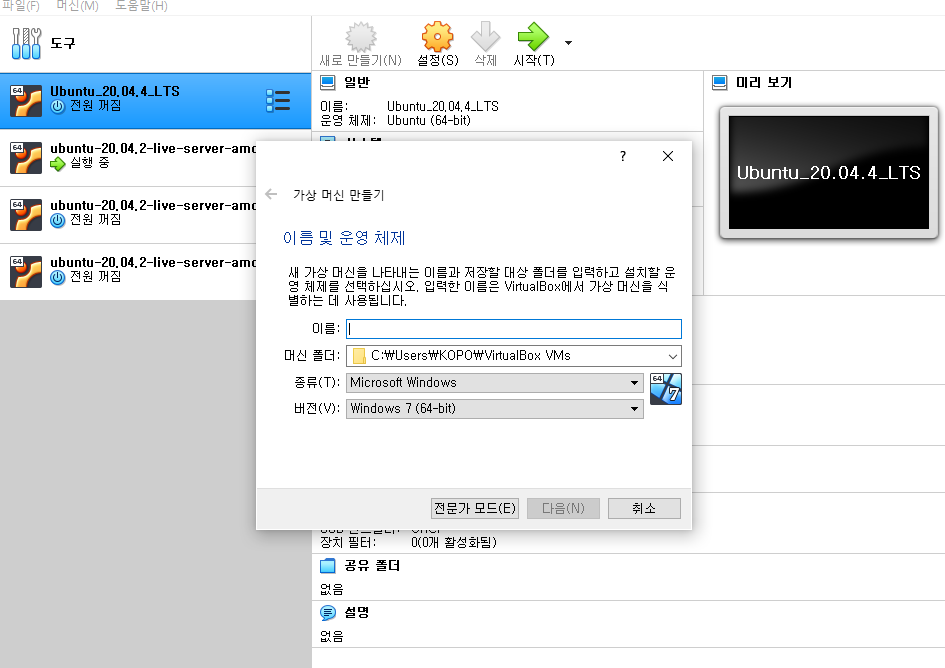 파일(F) 머신(M) 도움말(H)
도구
새로 만들기(N) 설정(S) 삭제 시작(T)
Ubuntu_20.04.4_LTS
전원 꺼짐
ubuntu-20.04.2-live-server-amd
실행 중
ubuntu-20.04.2-live-server-amd
전원 꺼짐
ubuntu-20.04.2-live-server-amd
전원 꺼짐
일반
이름: Ubuntu_20.04.4_LTS
운영 체제: Ubuntu (64-bit)
미리 보기
Ubuntu_20.04.4_LTS
?
가상 머신 만들기
이름 및 운영 체제
새 가상 머신을 나타내는 이름과 저장할 대상 폴더를 입력하고 설치할 운
영 체제를 선택하십시오. 입력한 이름은 VirtualBox에서 가상 머신을 식
별하는 데 사용됩니다.
이름:
머신 폴더: C:₩Users₩KOPO₩VirtualBox VMs
종류(T): Microsoft Windows
64
7
버전(V): Windows 7 (64-bit)
전문가 모드(E) 다음(N) 취소
장치 필터: 0(0개 활성화됨)
공유 폴더
없음
설명
없음